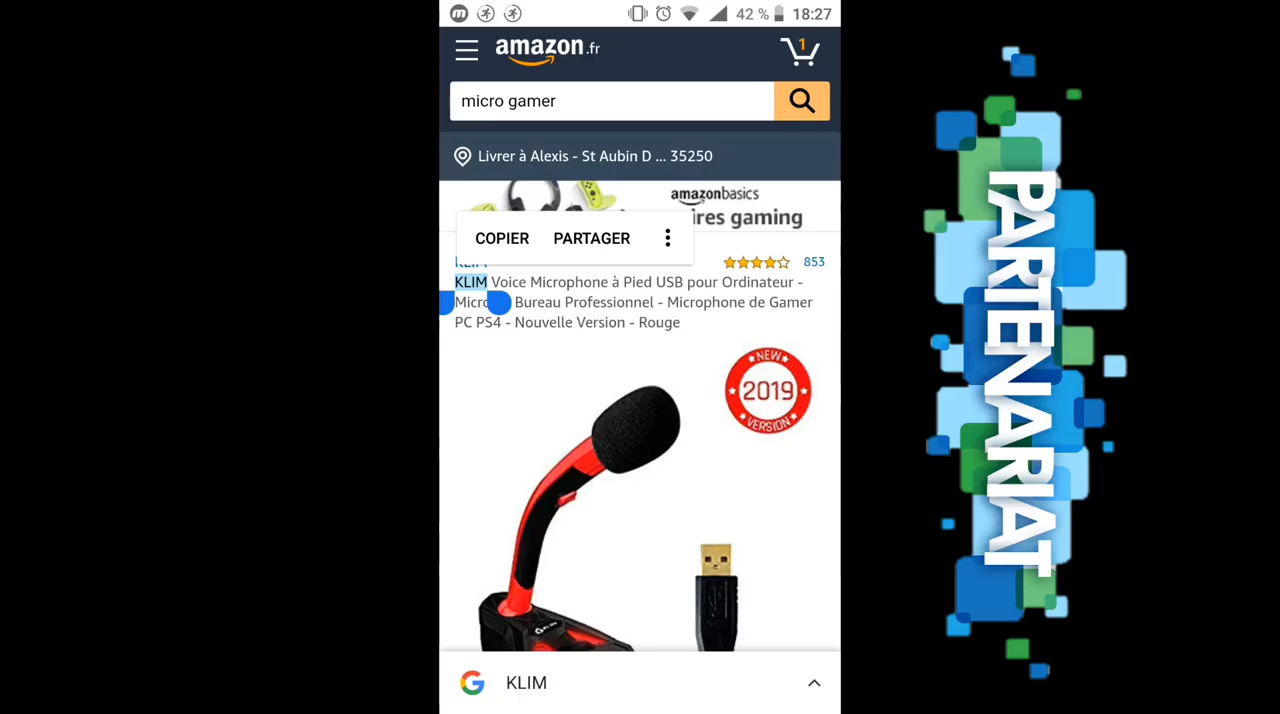 42 % 18:27
amazon.fr
1
micro gamer
Livrer à Alexis - St Aubin D ... 35250
amazonbasics
ires gaming
COPIER PARTAGER
853
KLIM Voice Microphone à Pied USB pour Ordinateur -
Micro Bureau Professionnel - Microphone de Gamer
PC PS4 - Nouvelle Version - Rouge
NEW
2019
VERSION
KLIM
PARTENARIAT